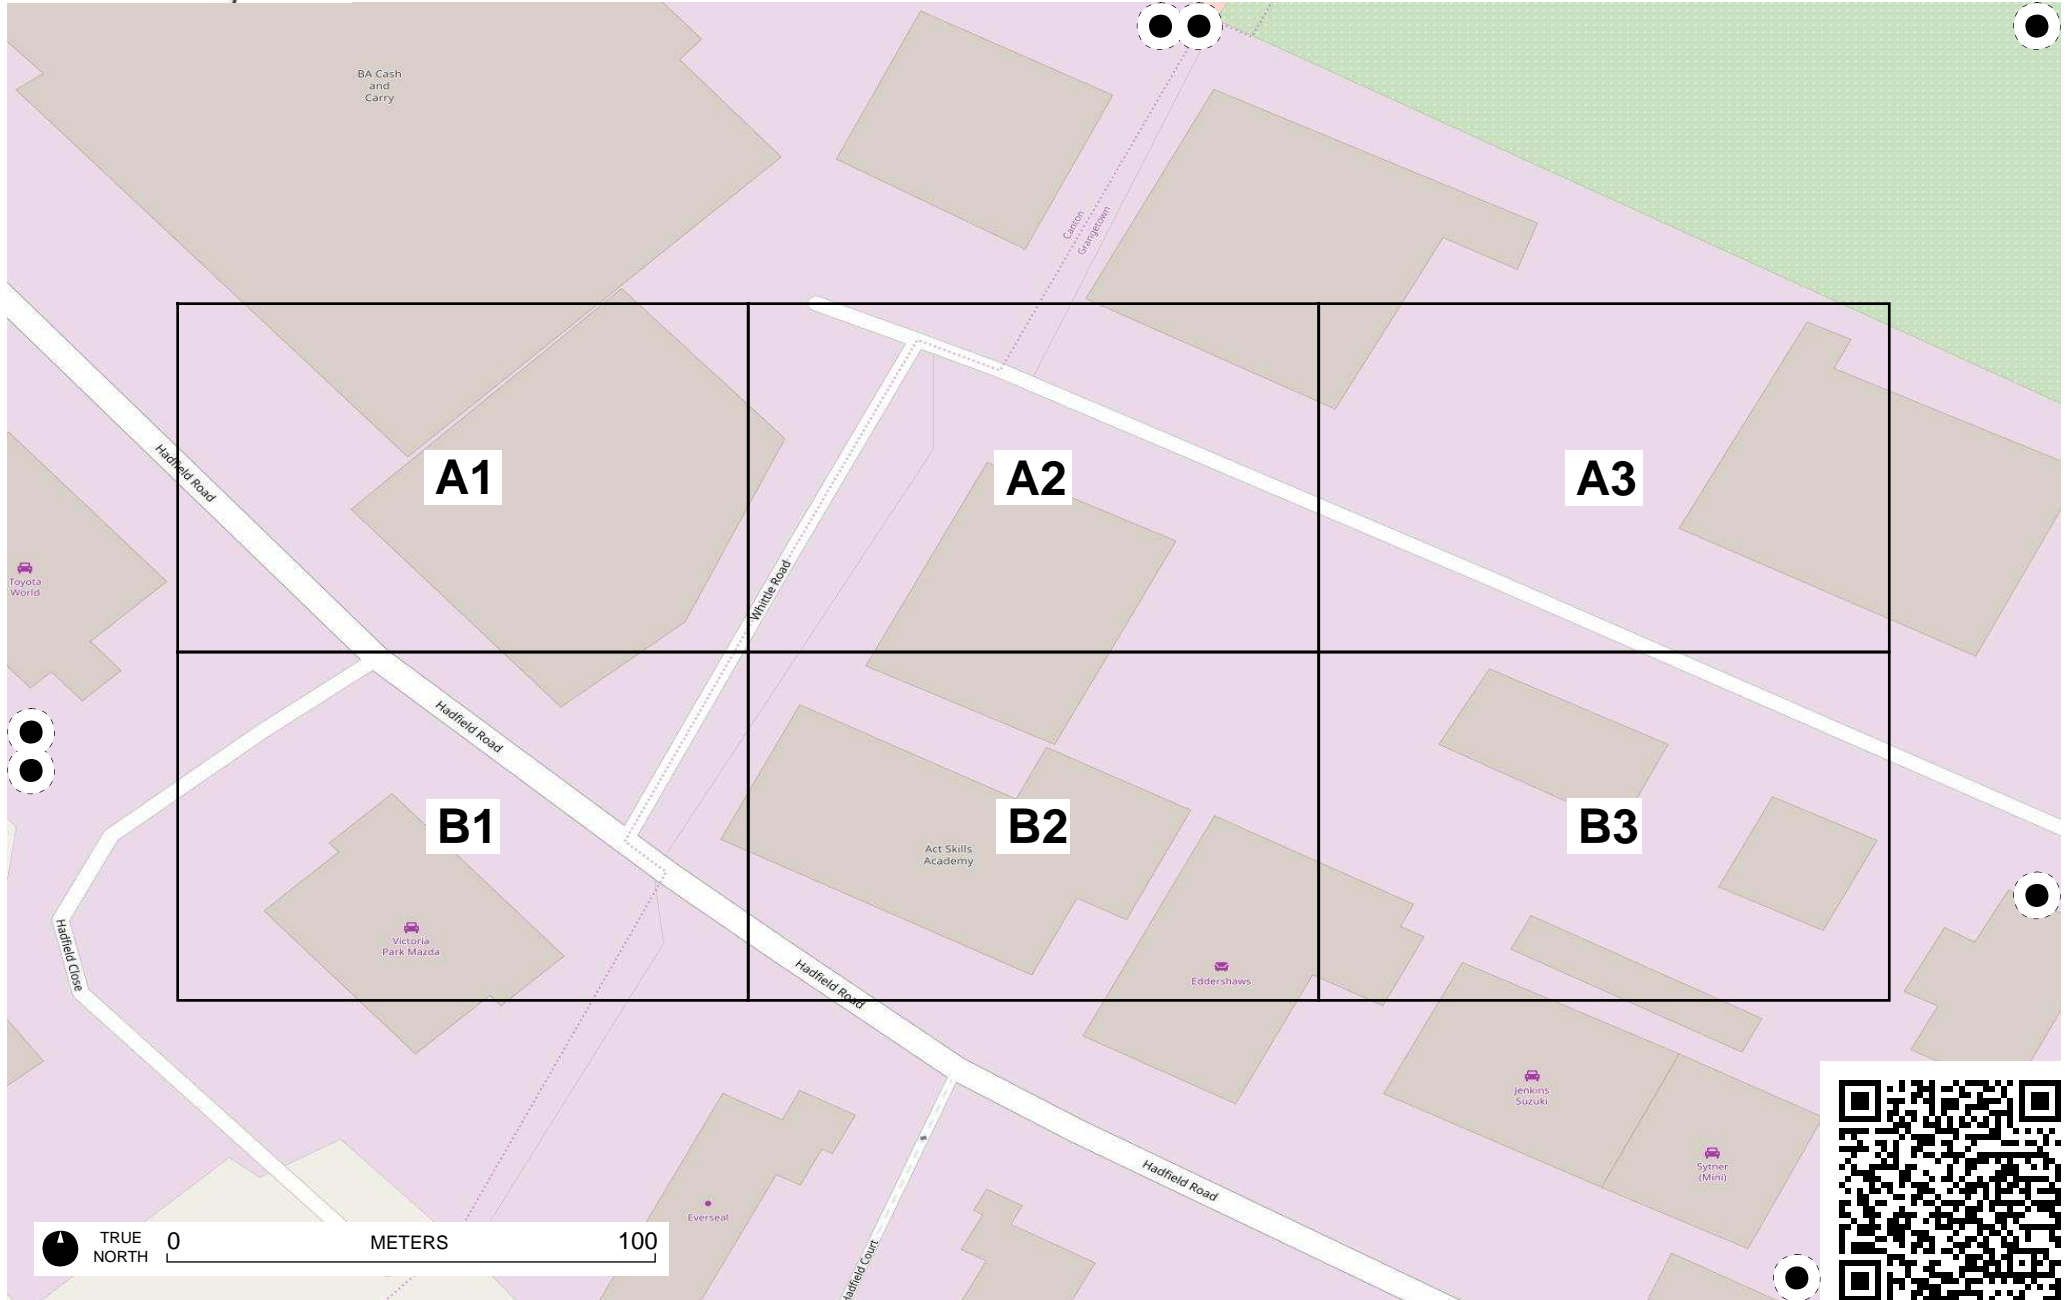 BA Cash
and
Carry
Canton
Grangetown
Hadfield Road
A1
A2
A3
Toyota
World
Whittle Road
Hadfield Road
B1
B2
B3
Act Skills
Academy
Hadfield Close
Victoria
Park Mazda
Hadfield Road
Eddershaws
Jenkins
Suzuki
Sytner
(Mini)
Hadfield Road
Everseal
Hadfield Court
TRUE
NORTH
0 METERS 100